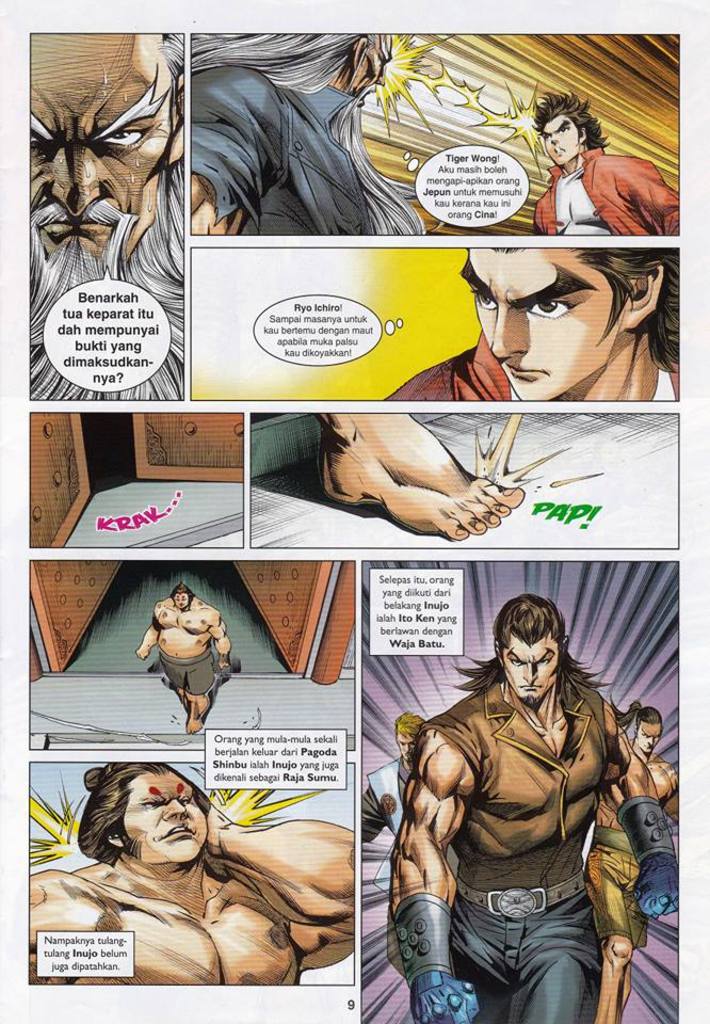 Benarkah
tua keparat itu
dah mempunyai
bukti yang
dimaksudkan-
nya?
Tiger Wong!
Aku masih boleh
mengapi-apikan orang
Jepun untuk memusuhi
kau kerana kau ini
orang Cina!
Ryo Ichiro!
Sampai masanya untuk
kau bertemu dengan maut
apabila muka palsu
kau dikoyakkan!
KRAK...
PAP!
Orang yang mula-mula sekali
berjalan keluar dari Pagoda
Shinbu ialah Inujo yang juga
dikenali sebagai Raja Sumu.
Nampaknya tulang-
tulang Inujo belum
juga dipatahkan.
Selepas itu, orang
yang diikuti dari
belakang Inujo
ialah Ito Ken yang
berlawan dengan
Waja Batu.
9